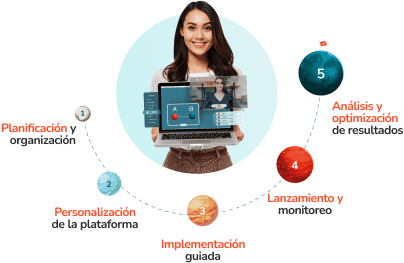 1
Planificación y
organización
2
Personalización
de la plataforma
3
Implementación
guiada
4
Lanzamiento y
monitoreo
5
Análisis y
optimización
de resultados
A B